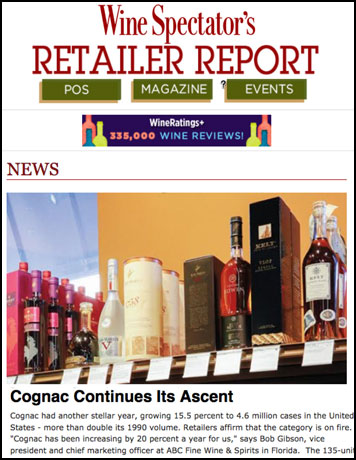 Wine Spectator's
RETAILER REPORT
POS MAGAZINE ? EVENTS
WineRatings+
335,000 WINE REVIEWS!
NEWS
V
1738
VSOP
Cognac Continues Its Ascent
Cognac had another stellar year, growing 15.5 percent to 4.6 million cases in the United
States - more than double its 1990 volume. Retailers affirm that the category is on fire.
"Cognac has been increasing by 20 percent a year for us," says Bob Gibson, vice
president and chief marketing officer at ABC Fine Wine & Spirits in Florida. The 135-unit